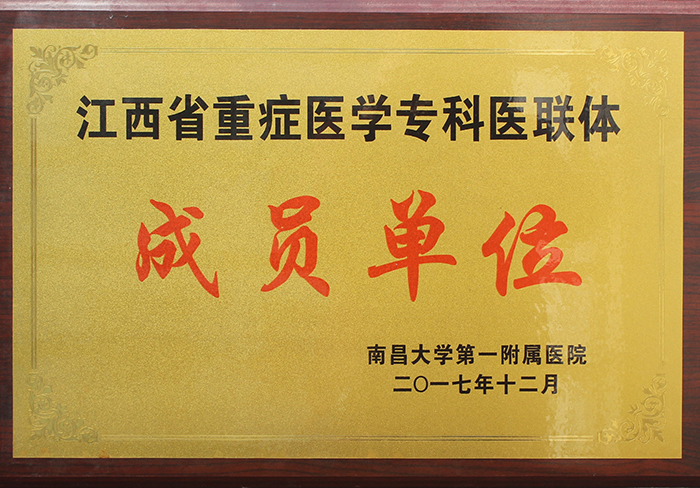 江西省重症医学专科医联体
成员单位
南昌大学第一附属医院
二〇一七年十二月